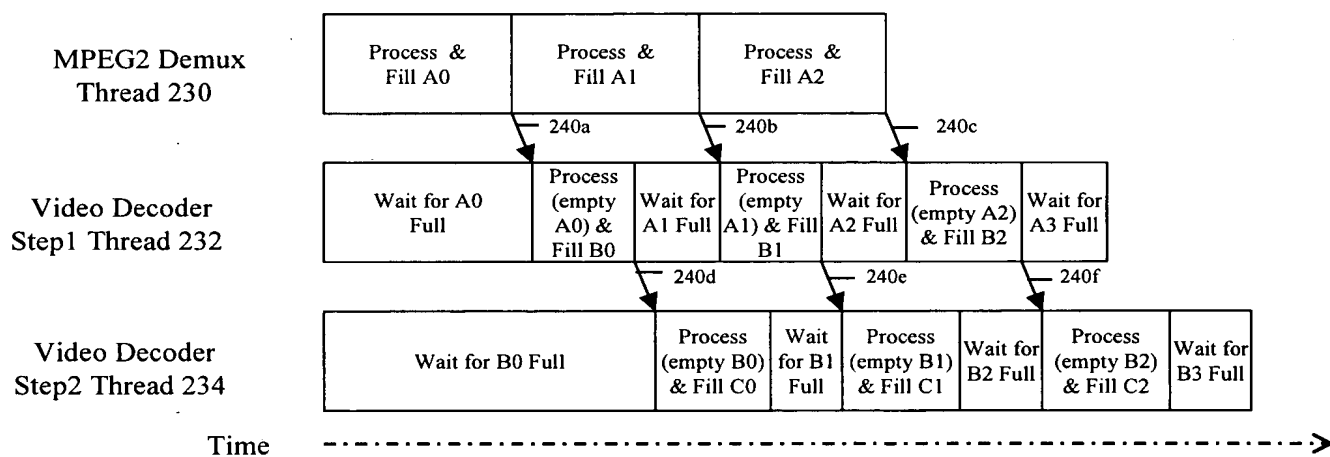 MPEG2 Demux
Thread 230
Process &
Fill A0
Process &
Fill A1
Process &
Fill A2
240a
240b
240c
Video Decoder
Step1 Thread 232
Wait for A0
Full
Process
(empty
A0) &
Fill B0
Wait for
A1 Full
Process
(empty
A1) & Fill
B1
Wait for
A2 Full
Process
(empty A2)
& Fill B2
Wait for
A3 Full
240d
240e
240f
Video Decoder
Step2 Thread 234
Wait for B0 Full
Process
(empty B0)
& Fill C0
Wait
for B1
Full
Process
(empty B1)
& Fill C1
Wait for
B2 Full
Process
(empty B2)
& Fill C2
Wait for
B3 Full
Time